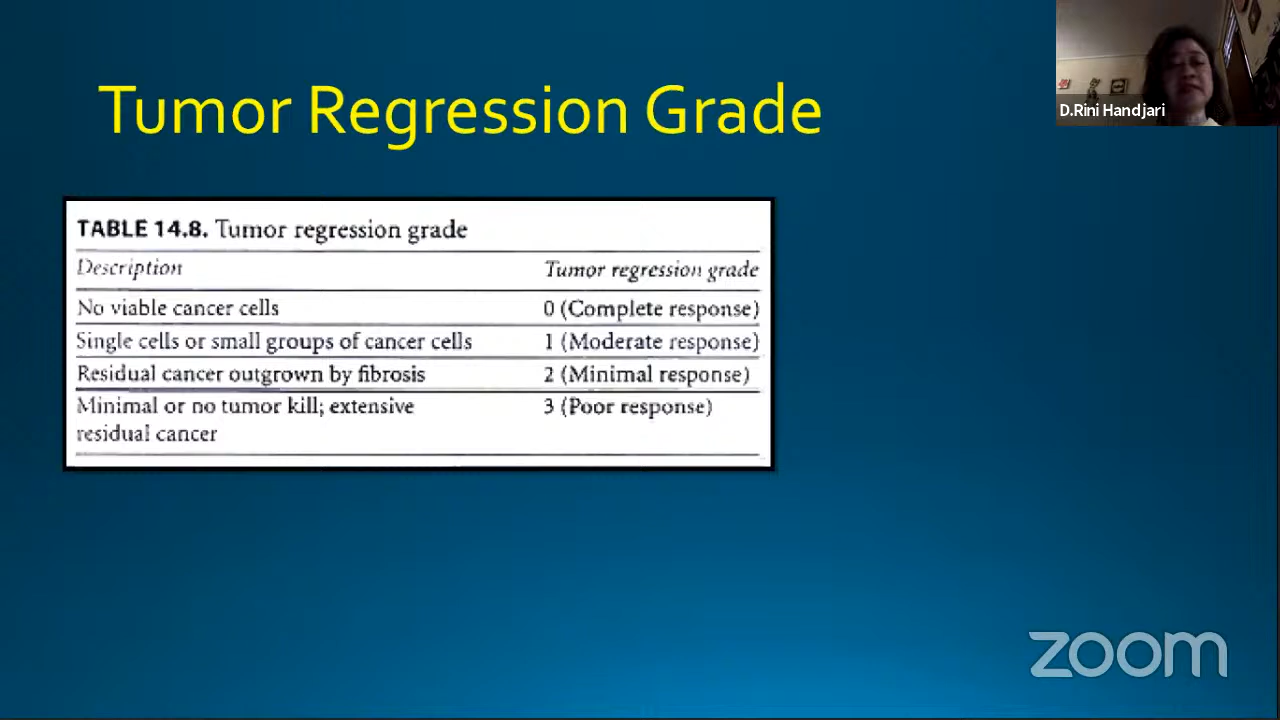 Tumor Regression Grade
D.Rini Handjari
TABLE 14.8. Tumor regression grade
Description Tumor regression grade
No viable cancer cells 0 (Complete response)
Single cells or small groups of cancer cells 1 (Moderate response)
Residual cancer outgrown by fibrosis 2 (Minimal response)
Minimal or no tumor kill; extensive 3 (Poor response)
residual cancer
zoom